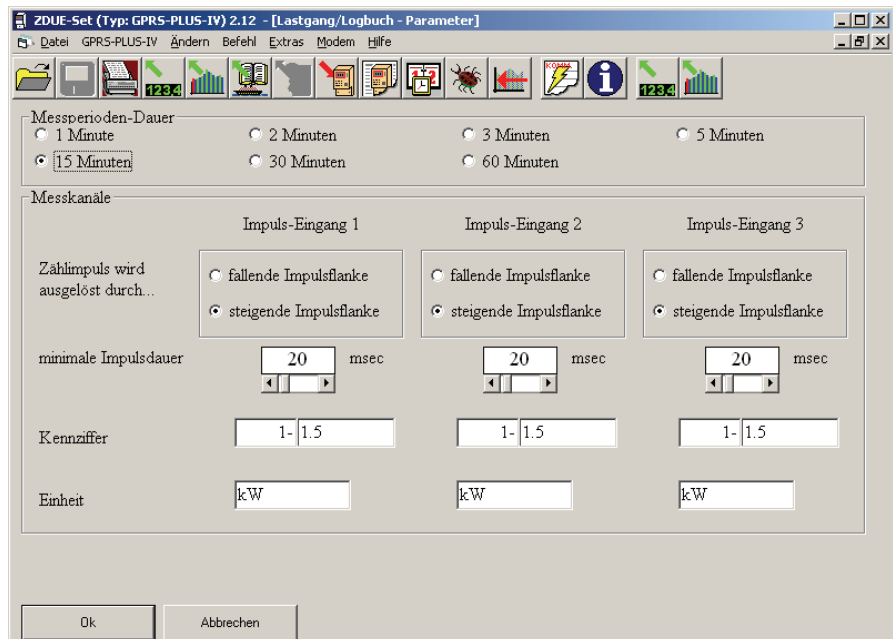 ZDUE-Set (Typ: GPRS-PLUS-IV) 2.12 - [Lastgang/Logbuch - Parameter]
Datei GPRS-PLUS-IV Ändern Befehl Extras Modem Hilfe
1234
KOMM.
1234
Messperioden-Dauer
1 Minute 2 Minuten 3 Minuten 5 Minuten
15 Minuten 30 Minuten 60 Minuten
Messkanäle
Impuls-Eingang 1 Impuls-Eingang 2 Impuls-Eingang 3
Zählimpuls wird
ausgelöst durch...
fallende Impulsflanke fallende Impulsflanke fallende Impulsflanke
steigende Impulsflanke steigende Impulsflanke steigende Impulsflanke
minimale Impulsdauer 20 msec 20 msec 20 msec
Kennziffer 1- 1.5 1- 1.5 1- 1.5
Einheit kW kW kW
Ok Abbrechen